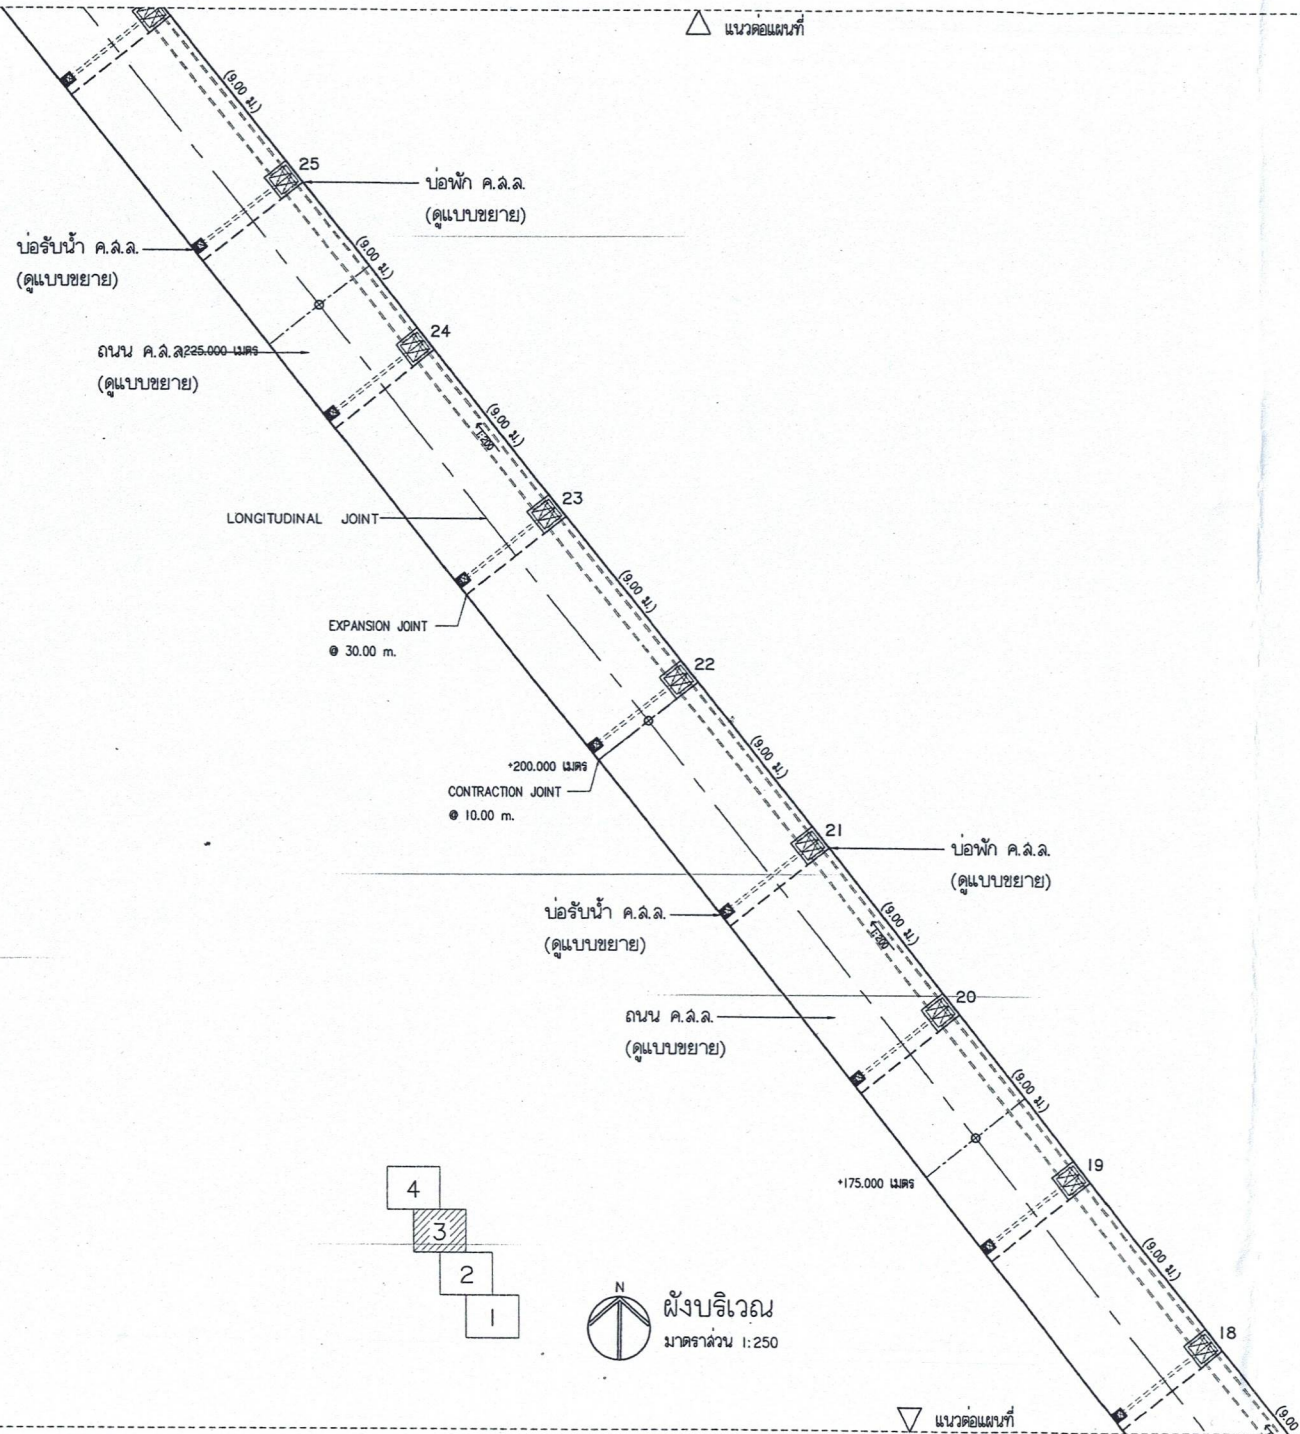 แนวต่อแผนที่
(9.00 ม.)
25
บ่อพัก ค.ส.ล.
(ดูแบบขยาย)
บ่อรับน้ำ ค.ส.ล.
(ดูแบบขยาย)
(9.00 ม.)
24
ถนน ค.ส.ล.
225.000 เมตร
(ดูแบบขยาย)
(9.00 ม.)
1:200
23
LONGITUDINAL JOINT
(9.00 ม.)
EXPANSION JOINT
@ 30.00 m.
22
(9.00 ม.)
+200.000 เมตร
CONTRACTION JOINT
@ 10.00 m.
21
บ่อพัก ค.ส.ล.
(ดูแบบขยาย)
บ่อรับน้ำ ค.ส.ล.
(ดูแบบขยาย)
(9.00 ม.)
1:200
20
ถนน ค.ส.ล.
(ดูแบบขยาย)
(9.00 ม.)
19
+175.000 เมตร
4
3
2
1
(9.00 ม.)
N
ผังบริเวณ
มาตราส่วน 1:250
18
(9.00
แนวต่อแผนที่